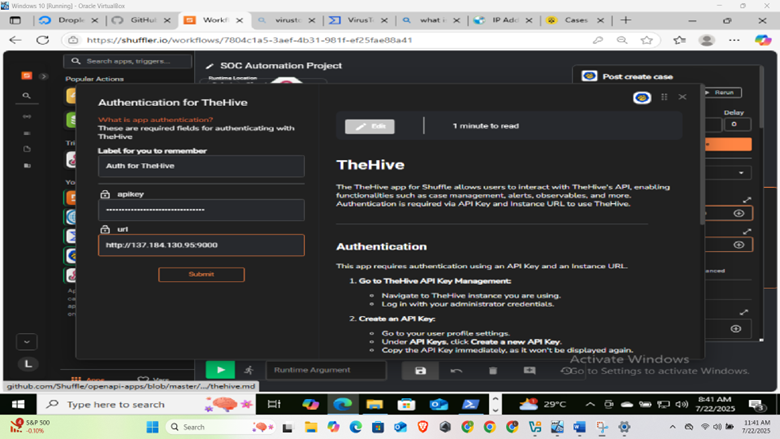 Windows 10 [Running] - Oracle VirtualBox
Drople
GitHub
Workfl
virusto
VirusTo
what i
IP Add
Cases
https://shuffler.io/workflows/7804c1a5-3aef-4b31-981f-ef25fae88a41
Search apps, triggers...
SOC Automation Project
Runtime Location
Popular Actions
Post create case
Rerun
Delay
0
Authentication for TheHive
What is app authentication?
These are required fields for authenticating with
TheHive
Label for you to remember
Auth for TheHive
apikey
url
http://137.184.130.95:9000
Submit
Edit
1 minute to read
TheHive
The TheHive app for Shuffle allows users to interact with TheHive's API, enabling
functionalities such as case management, alerts, observables, and more.
Authentication is required via API Key and Instance URL to use TheHive.
Authentication
This app requires authentication using an API Key and an Instance URL.
1. Go to TheHive API Key Management:
Navigate to TheHive instance you are using.
Log in with your administrator credentials.
2. Create an API Key:
Go to your user profile settings.
Under API Keys, click Create a new API Key.
Copy the API Key immediately, as it won't be displayed again.
Tri
Yo
L
Runtime Argument
Activate Windows
Go to Settings to activate Windows.
github.com/Shuffle/openapi-apps/blob/master/.../thehive.md
Type here to search
29°C
8:41 AM
7/22/2025
S&P 500
-0.10%
Search
11:41 AM
7/22/2025